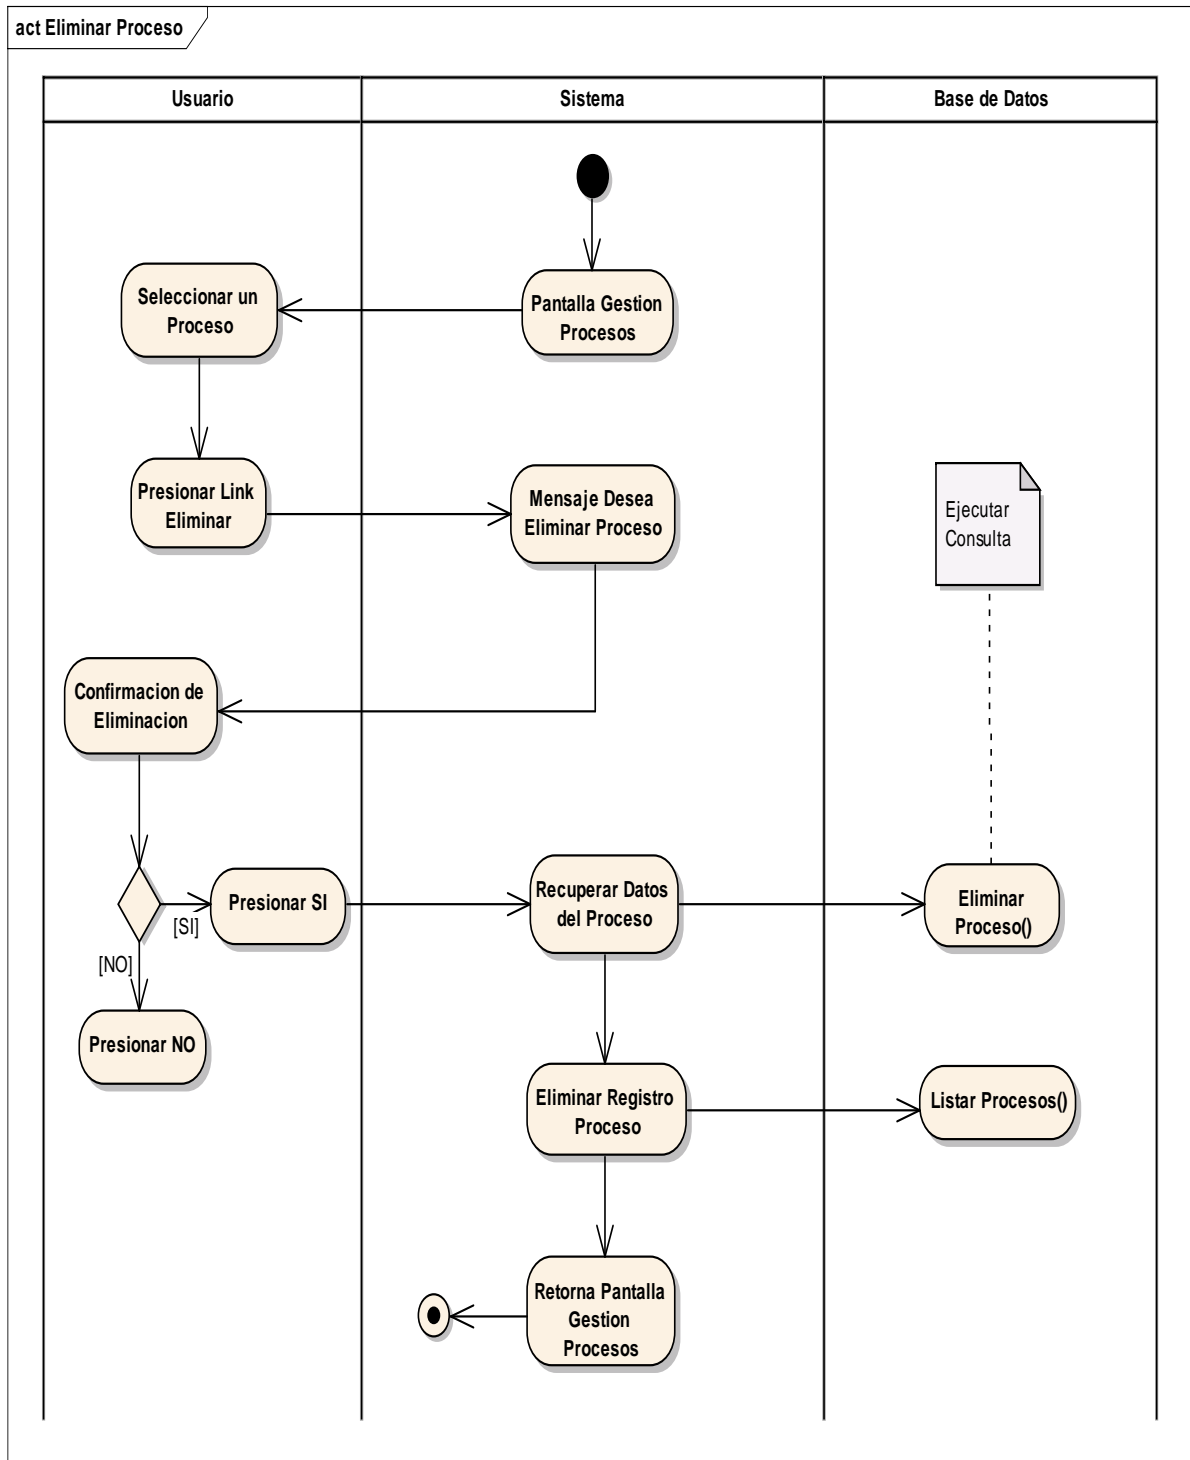 act Eliminar Proceso
Usuario
Sistema
Base de Datos
Seleccionar un
Proceso
Pantalla Gestion
Procesos
Presionar Link
Eliminar
Mensaje Desea
Eliminar Proceso
Ejecutar
Consulta
Confirmacion de
Eliminacion
Presionar SI
[SI]
[NO]
Recuperar Datos
del Proceso
Eliminar
Proceso()
Presionar NO
Eliminar Registro
Proceso
Listar Procesos()
Retorna Pantalla
Gestion
Procesos